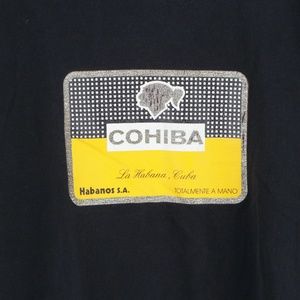 COHIBA
La Habana, Cuba
Habanos S.A. TOTALMENTE A MANO